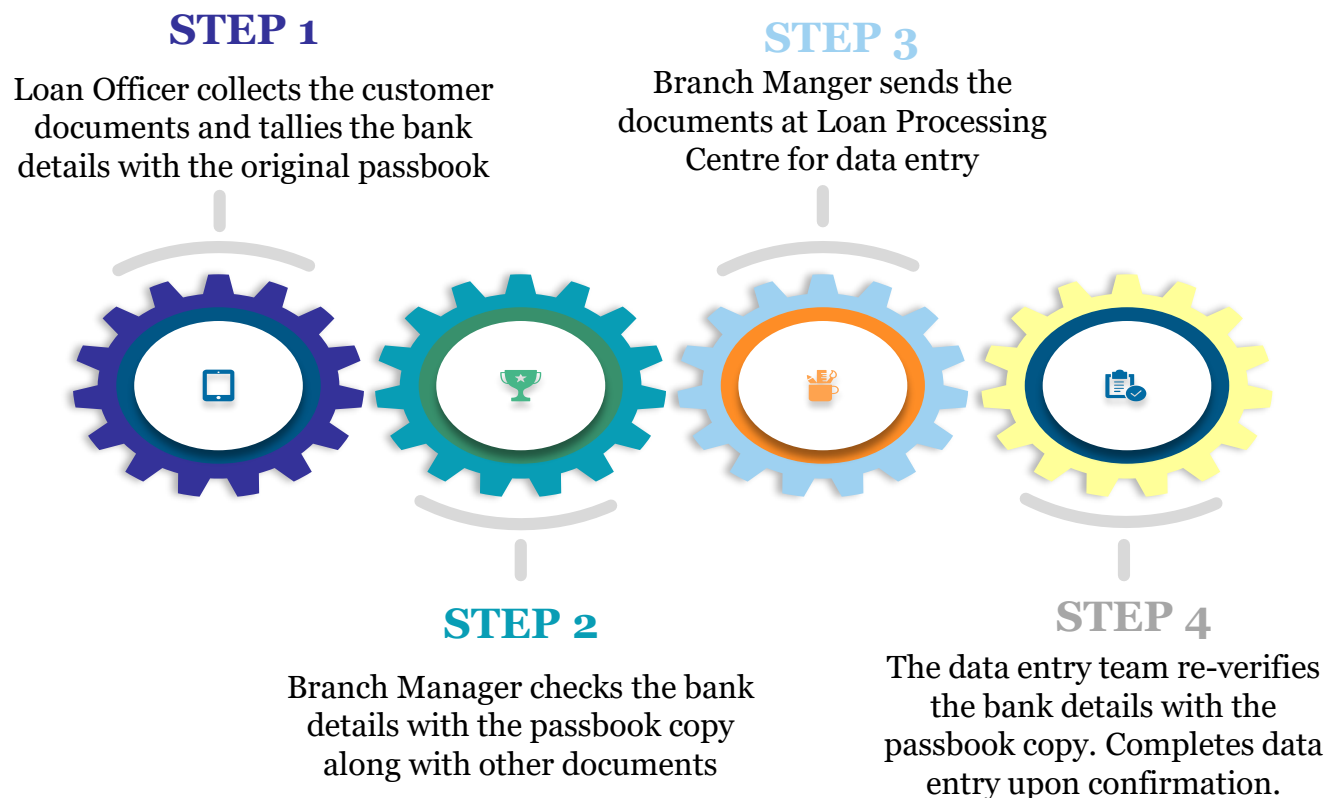 STEP 1
Loan Officer collects the customer
documents and tallies the bank
details with the original passbook
STEP 2
Branch Manager checks the bank
details with the passbook copy
along with other documents
STEP 3
Branch Manger sends the
documents at Loan Processing
Centre for data entry
STEP 4
The data entry team re-verifies
the bank details with the
passbook copy. Completes data
entry upon confirmation.